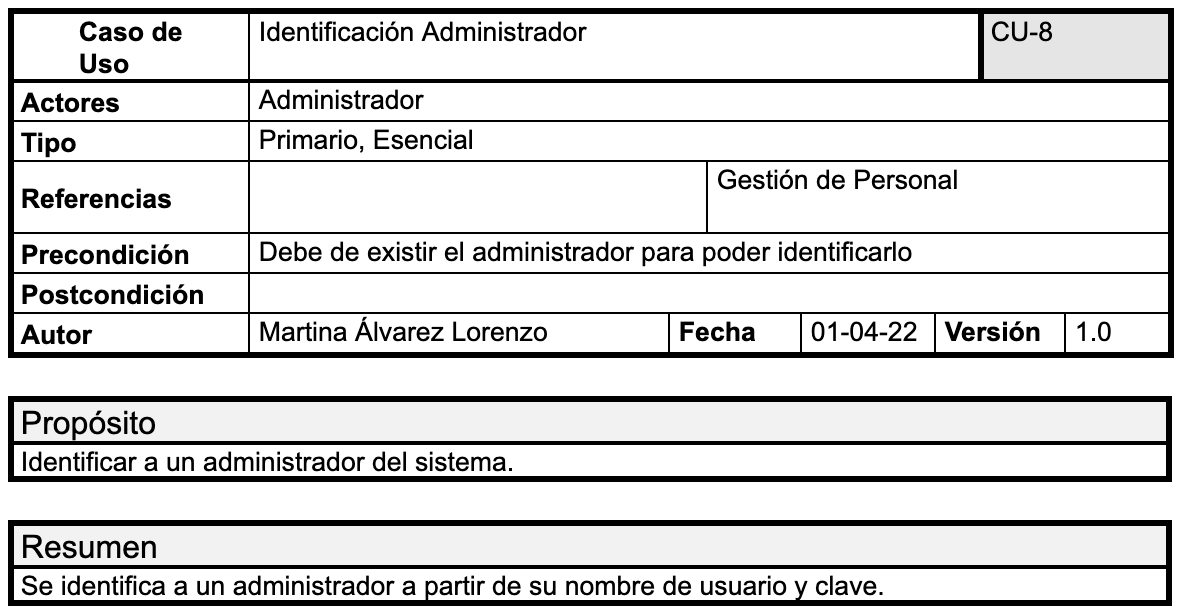 Caso de
Uso
Identificación Administrador
CU-8
Actores
Administrador
Tipo
Primario, Esencial
Referencias
Gestión de Personal
Precondición
Debe de existir el administrador para poder identificarlo
Postcondición
Autor
Martina Álvarez Lorenzo
Fecha
01-04-22
Versión
1.0
Propósito
Identificar a un administrador del sistema.
Resumen
Se identifica a un administrador a partir de su nombre de usuario y clave.